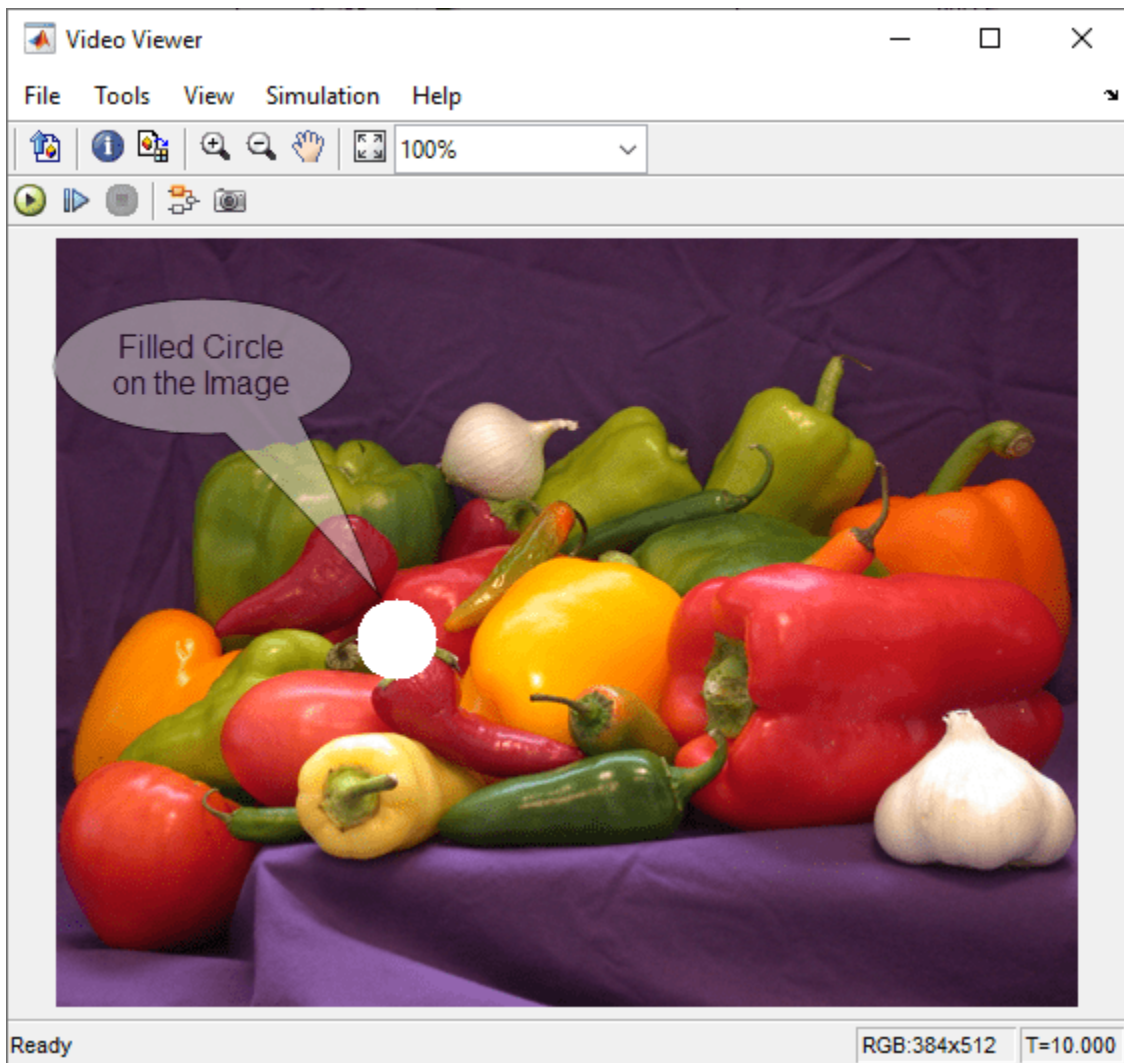 Video Viewer
File Tools View Simulation Help
100%
Filled Circle
on the Image
Ready RGB:384x512 T=10.000